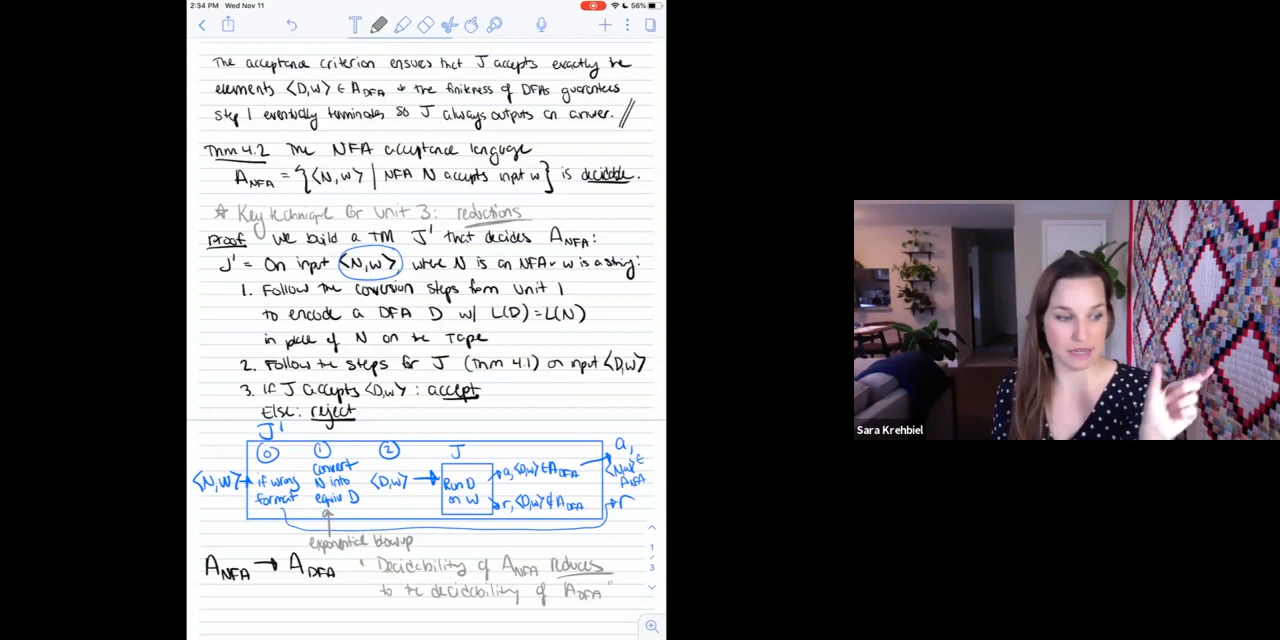 2:34 PM Wed Nov 11
56%
The acceptance criterion ensures that J accepts exactly the
elements ⟨D,w⟩ ∈ A_DFA + the finiteness of DFAs guarantees
step 1 eventually terminates so J always outputs an answer. //
Thm 4.2 The NFA acceptance language
A_NFA = {⟨N,w⟩ | NFA N accepts input w} is decidable.
☆ Key technique for Unit 3: reductions
Proof We build a TM J' that decides A_NFA:
J' = On input ⟨N,w⟩, where N is an NFA + w is a string:
1. Follow the conversion steps from Unit 1
to encode a DFA D w/ L(D)=L(N)
in place of N on the tape
2. Follow the steps for J (Thm 4.1) on input ⟨D,w⟩
3. If J accepts ⟨D,w⟩: accept
Else: reject
J'
⓪ ① ② J
⟨N,w⟩→ if wrong format
convert N into equiv D
⟨D,w⟩ →
Run D on w
a, ⟨D,w⟩∈A_DFA
r, ⟨D,w⟩∉A_DFA
a, ⟨N,w⟩∈ A_NFA
r
exponential blowup
A_NFA → A_DFA "Decidability of A_NFA reduces
to the decidability of A_DFA"
1
/
3
Sara Krehbiel